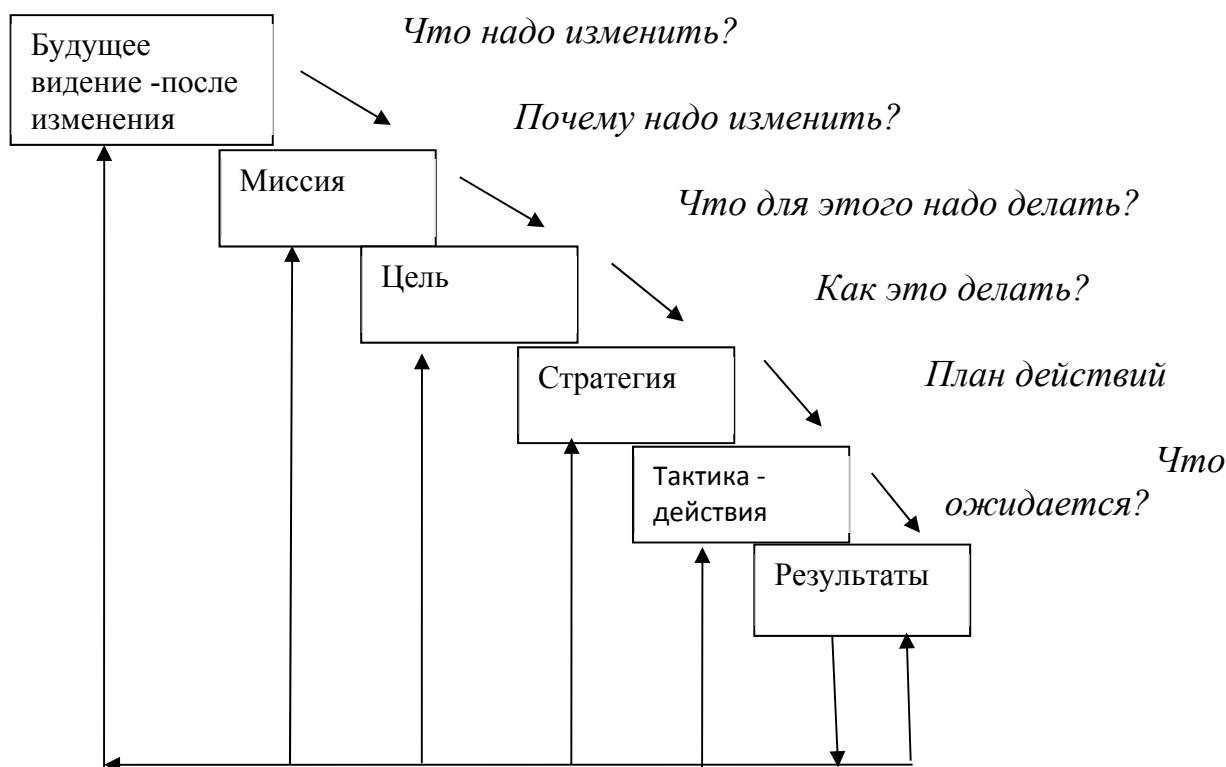 Что надо изменить?
Будущее
видение -после
изменения
Почему надо изменить?
Миссия
Что для этого надо делать?
Цель
Как это делать?
Стратегия
План действий
Что
Тактика -
действия
ожидается?
Результаты